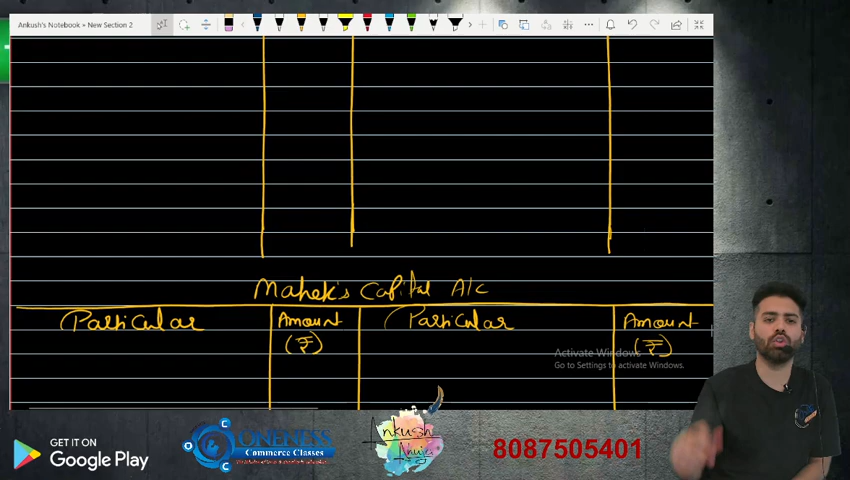 Ankush's Notebook • New Section 2
Mahek's Capital A/c
Particular Amount Particular Amount
(₹) (₹)
Activate Windows
Go to Settings to activate Windows.
GET IT ON
Google Play
ONENESS
Commerce Classes
Ankush
Ahuja
8087505401